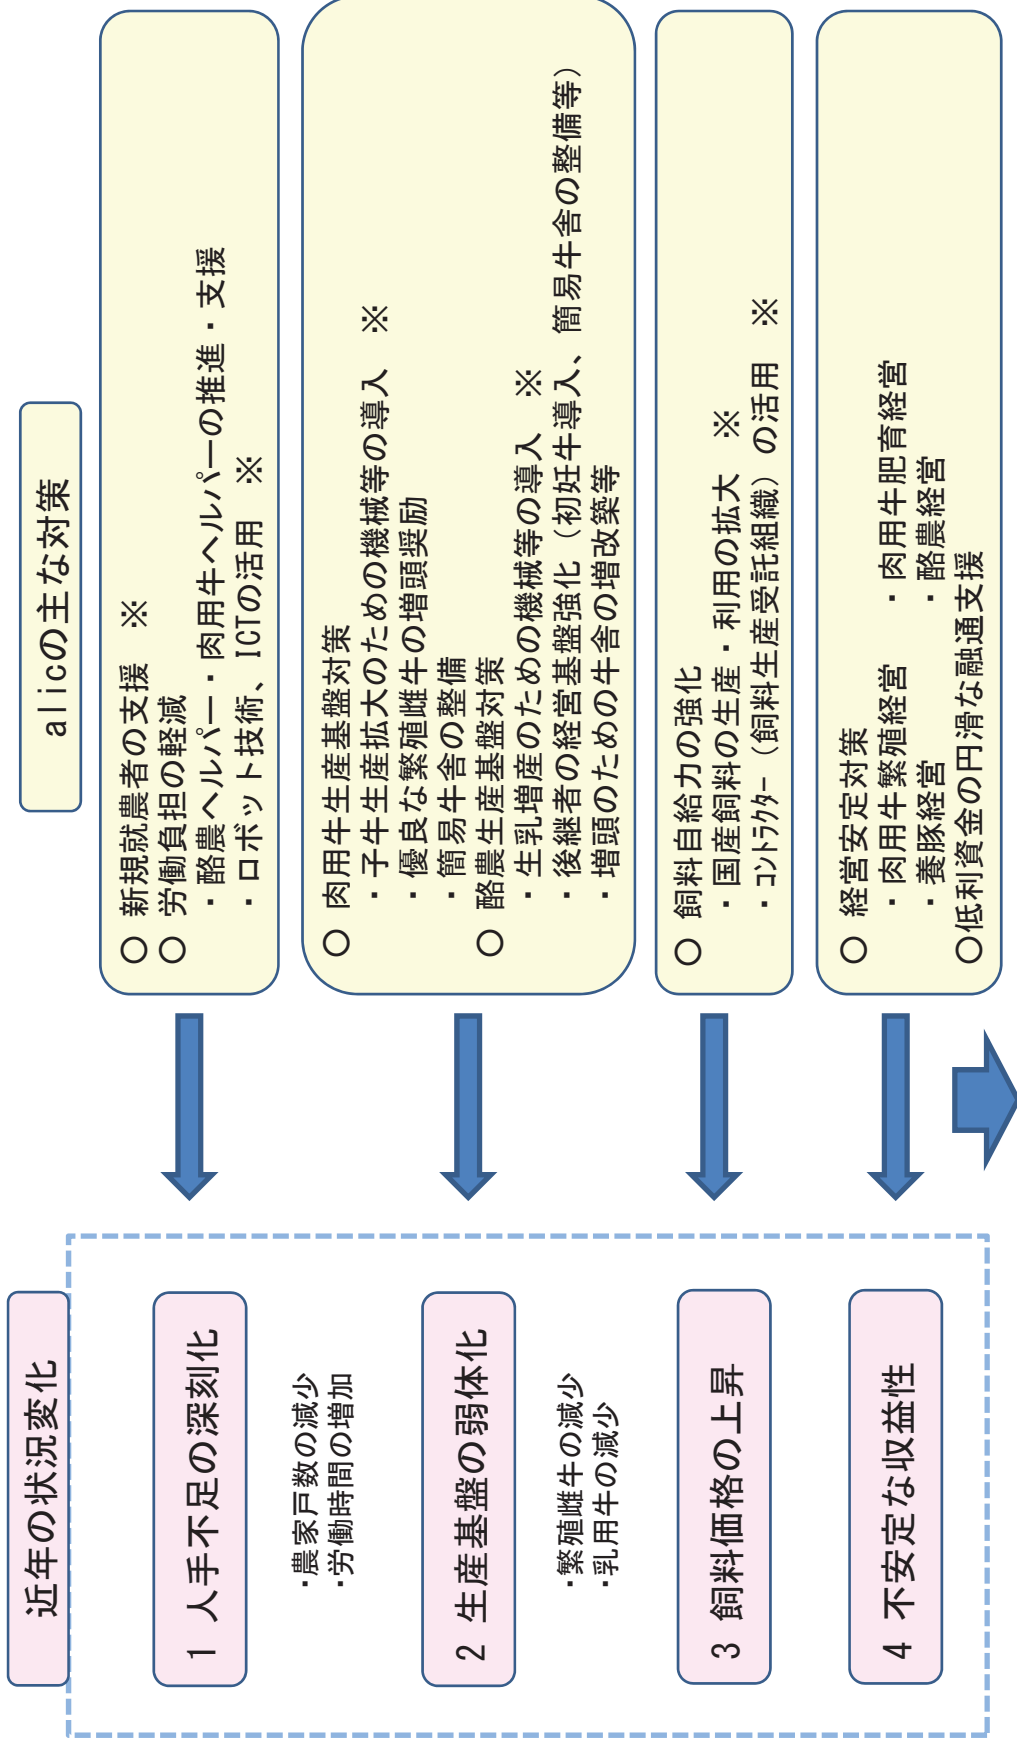 近年の状況変化
1 人手不足の深刻化
・農家戸数の減少
・労働時間の増加
2 生産基盤の弱体化
・繁殖雌牛の減少
・乳用牛の減少
3 飼料価格の上昇
4 不安定な収益性
alicの主な対策
○ 新規就農者の支援 ※
○ 労働負担の軽減
・酪農ヘルパー・肉用牛ヘルパーの推進・支援
・ロボット技術、ICTの活用 ※
○ 肉用牛生産基盤対策
・子牛生産拡大のための機械等の導入 ※
・優良な繁殖雌牛の増頭奨励
・簡易牛舎の整備
○ 酪農生産基盤対策
・生乳増産のための機械等の導入 ※
・後継者の経営基盤強化（初妊牛導入、簡易牛舎の整備等）
・増頭のための牛舎の増改築等
○ 飼料自給力の強化
・国産飼料の生産・利用の拡大 ※
・ｺﾝﾄﾗｸﾀｰ（飼料生産受託組織）の活用 ※
○ 経営安定対策
・肉用牛繁殖経営 ・肉用牛肥育経営
・養豚経営 ・酪農経営
○低利資金の円滑な融通支援